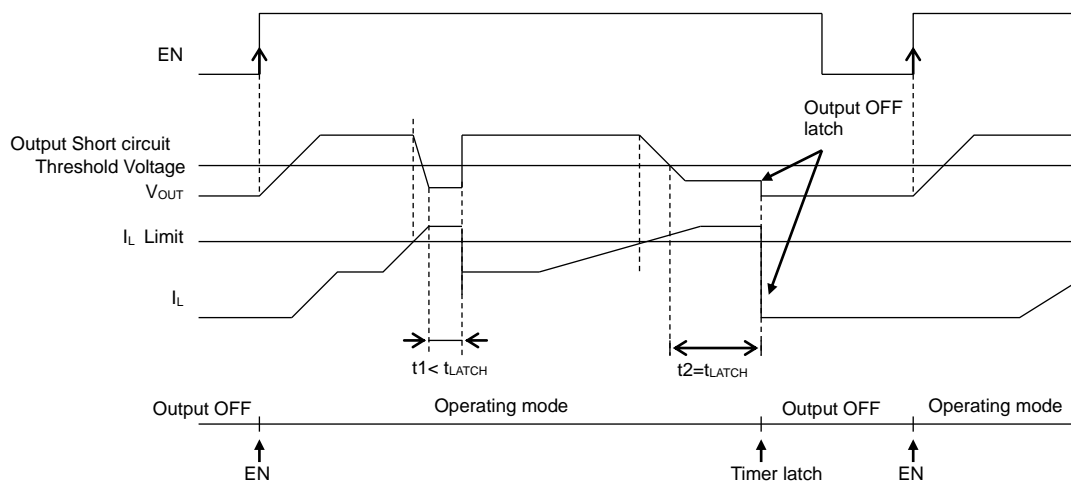 EN
Output OFF
latch
Output Short circuit
Threshold Voltage
VOUT
IL Limit
IL
t1< tLATCH
t2=tLATCH
Output OFF
Operating mode
Output OFF
Operating mode
EN
Timer latch
EN